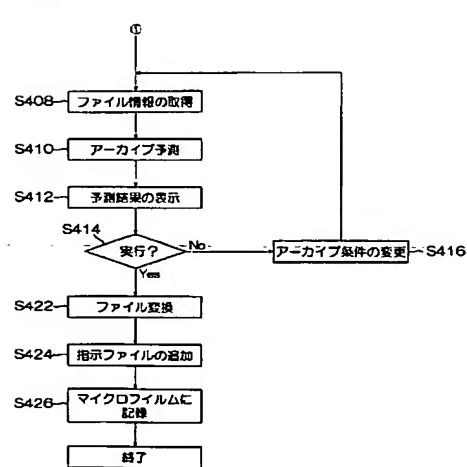 ①
S408 ファイル情報の取得
S410 アーカイブ予測
S412 予測結果の表示
S414
実行? No アーカイブ条件の変更 S416
Yes
S422 ファイル変換
S424 指示ファイルの追加
S426 マイクロフィルムに
記録
終了